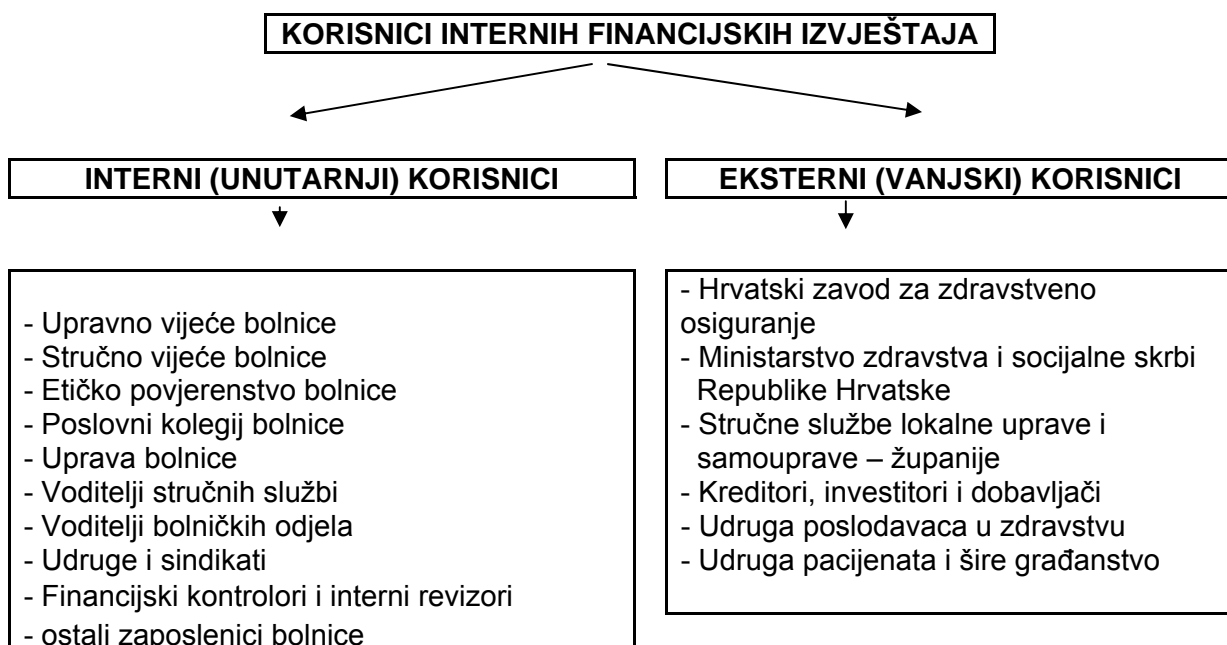 KORISNICI INTERNIH FINANCIJSKIH IZVJEŠTAJA
INTERNI (UNUTARNJI) KORISNICI
- Upravno vijeće bolnice
- Stručno vijeće bolnice
- Etičko povjerenstvo bolnice
- Poslovni kolegij bolnice
- Uprava bolnice
- Voditelji stručnih službi
- Voditelji bolničkih odjela
- Udruge i sindikati
- Financijski kontrolori i interni revizori
- ostali zaposlenici bolnice
EKSTERNI (VANJSKI) KORISNICI
- Hrvatski zavod za zdravstveno
osiguranje
- Ministarstvo zdravstva i socijalne skrbi
Republike Hrvatske
- Stručne službe lokalne uprave i
samouprave – županije
- Kreditori, investitori i dobavljači
- Udruga poslodavaca u zdravstvu
- Udruga pacijenata i šire građanstvo